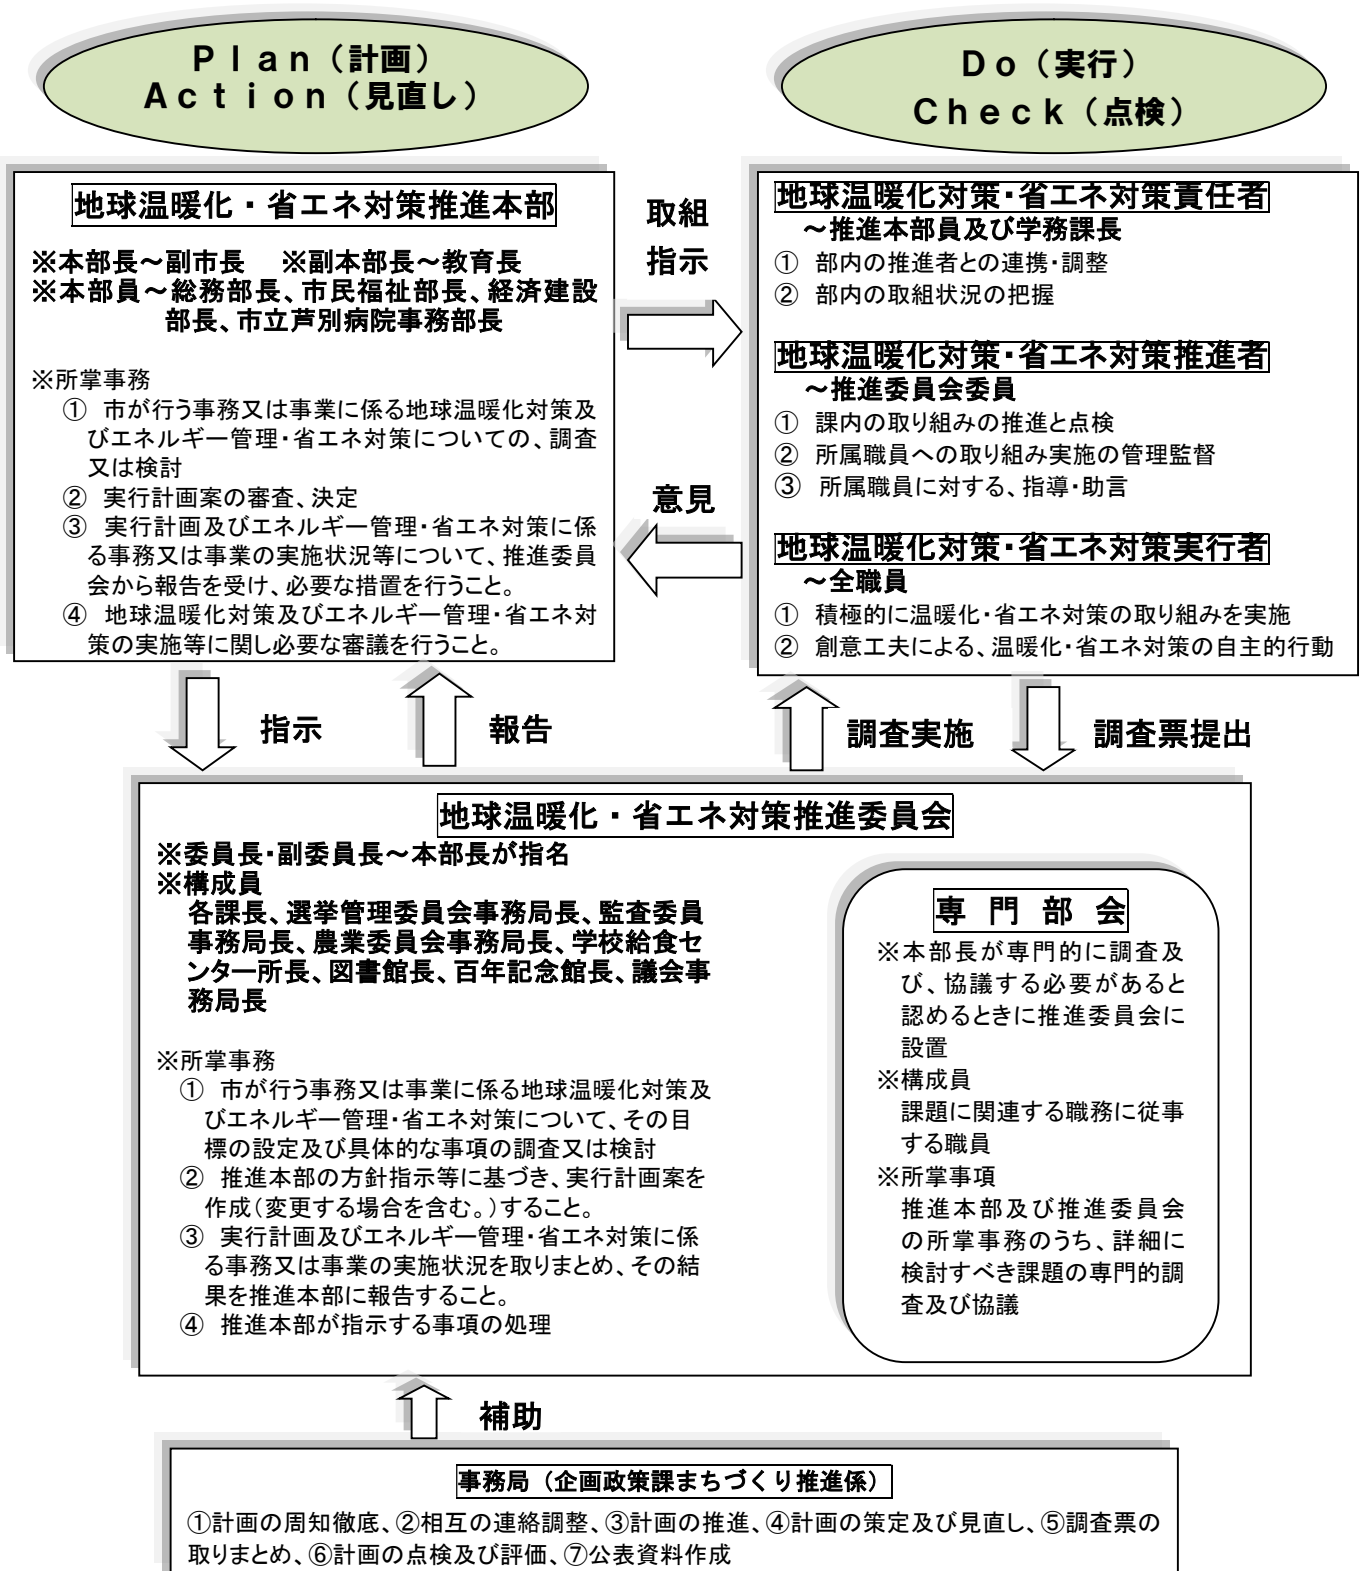 Plan（計画）
Action（見直し）
Do（実行）
Check（点検）
地球温暖化・省エネ対策推進本部
※本部長～副市長　※副本部長～教育長
※本部員～総務部長、市民福祉部長、経済建設
部長、市立芦別病院事務部長
※所掌事務
①　市が行う事務又は事業に係る地球温暖化対策及
びエネルギー管理・省エネ対策についての、調査
又は検討
②　実行計画案の審査、決定
③　実行計画及びエネルギー管理・省エネ対策に係
る事務又は事業の実施状況等について、推進委員
会から報告を受け、必要な措置を行うこと。
④　地球温暖化対策及びエネルギー管理・省エネ対
策の実施等に関し必要な審議を行うこと。
取組
指示
意見
地球温暖化対策・省エネ対策責任者
～推進本部員及び学務課長
①　部内の推進者との連携・調整
②　部内の取組状況の把握
地球温暖化対策・省エネ対策推進者
～推進委員会委員
①　課内の取り組みの推進と点検
②　所属職員への取り組み実施の管理監督
③　所属職員に対する、指導・助言
地球温暖化対策・省エネ対策実行者
～全職員
①　積極的に温暖化・省エネ対策の取り組みを実施
②　創意工夫による、温暖化・省エネ対策の自主的行動
指示
報告
調査実施
調査票提出
地球温暖化・省エネ対策推進委員会
※委員長・副委員長～本部長が指名
※構成員
各課長、選挙管理委員会事務局長、監査委員
事務局長、農業委員会事務局長、学校給食セ
ンター所長、図書館長、百年記念館長、議会事
務局長
※所掌事務
①　市が行う事務又は事業に係る地球温暖化対策及
びエネルギー管理・省エネ対策について、その目
標の設定及び具体的な事項の調査又は検討
②　推進本部の方針指示等に基づき、実行計画案を
作成（変更する場合を含む。）すること。
③　実行計画及びエネルギー管理・省エネ対策に係
る事務又は事業の実施状況を取りまとめ、その結
果を推進本部に報告すること。
④　推進本部が指示する事項の処理
専門部会
※本部長が専門的に調査及
び、協議する必要があると
認めるときに推進委員会に
設置
※構成員
課題に関連する職務に従事
する職員
※所掌事項
推進本部及び推進委員会
の所掌事務のうち、詳細に
検討すべき課題の専門的調
査及び協議
補助
事務局（企画政策課まちづくり推進係）
①計画の周知徹底、②相互の連絡調整、③計画の推進、④計画の策定及び見直し、⑤調査票の
取りまとめ、⑥計画の点検及び評価、⑦公表資料作成